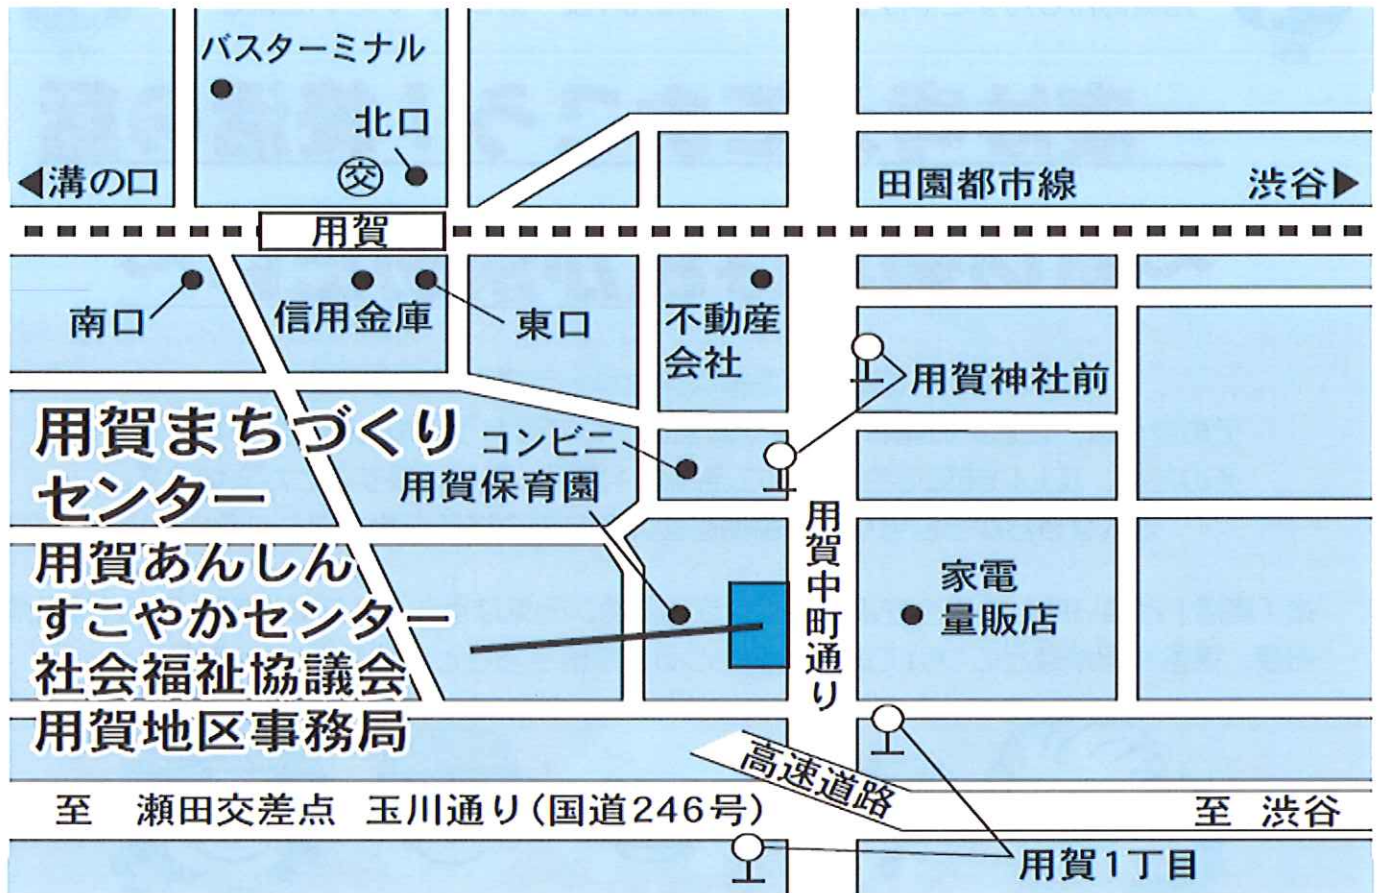 バスターミナル
北口
交
◀溝の口
田園都市線
渋谷▶
用賀
南口
信用金庫
東口
不動産
会社
用賀神社前
用賀まちづくり
センター
用賀あんしん
すこやかセンター
社会福祉協議会
用賀地区事務局
コンビニ
用賀保育園
用賀中町通り
家電
量販店
高速道路
至 瀬田交差点 玉川通り(国道246号)
至 渋谷
用賀1丁目